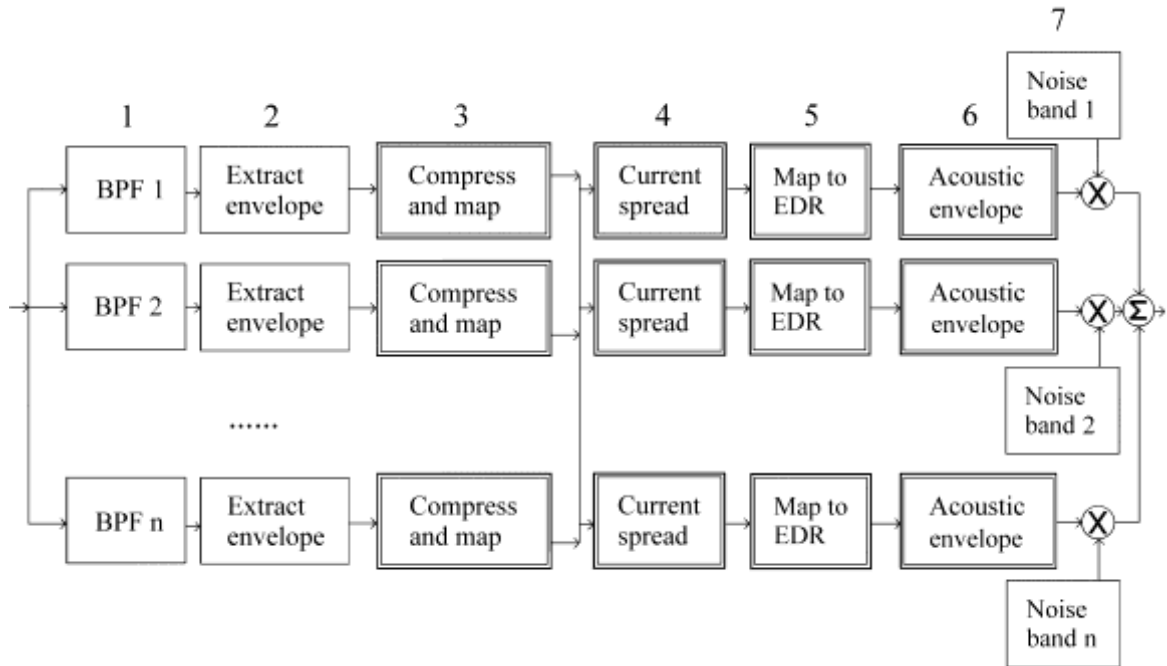 7
Noise
band 1
1
2
3
4
5
6
BPF 1
Extract
envelope
Compress
and map
Current
spread
Map to
EDR
Acoustic
envelope
X
BPF 2
Extract
envelope
Compress
and map
Current
spread
Map to
EDR
Acoustic
envelope
X
Σ
Noise
band 2
......
BPF n
Extract
envelope
Compress
and map
Current
spread
Map to
EDR
Acoustic
envelope
X
Noise
band n